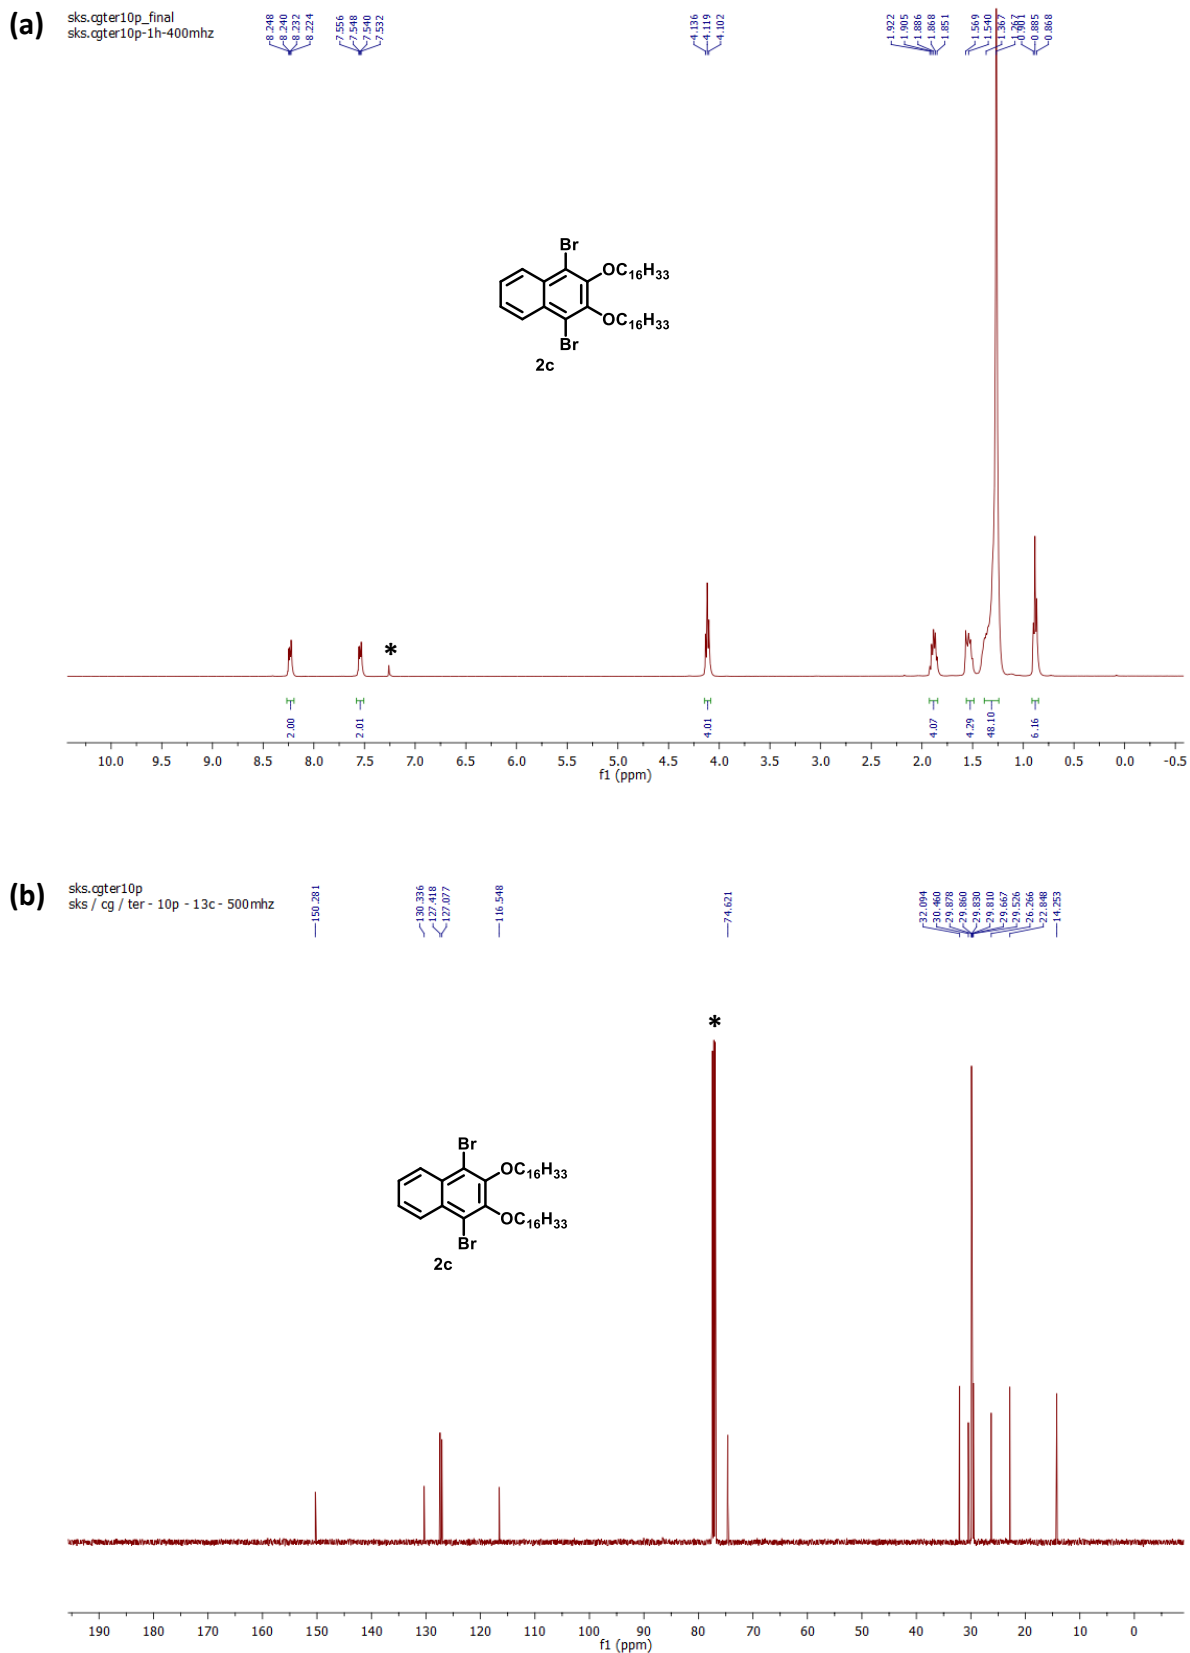 (a)
sks.cgter10p_final
sks.cgter10p-1h-400mhz
8.248
8.240
8.232
8.224
7.556
7.548
7.540
7.532
4.136
4.119
4.102
1.922
1.905
1.886
1.868
1.851
1.569
1.540
1.367
1.267
0.901
0.885
0.868
Br
OC16H33
OC16H33
Br
2c
*
2.00
2.01
4.01
4.07
4.29
48.10
6.16
10.0 9.5 9.0 8.5 8.0 7.5 7.0 6.5 6.0 5.5 5.0 4.5 4.0 3.5 3.0 2.5 2.0 1.5 1.0 0.5 0.0 -0.5
f1 (ppm)
(b)
sks.cgter10p
sks / cg / ter - 10p - 13c - 500mhz
150.281
130.336
127.418
127.077
116.548
74.621
32.094
30.460
29.878
29.860
29.830
29.810
29.667
29.526
26.266
22.848
14.253
*
Br
OC16H33
OC16H33
Br
2c
190 180 170 160 150 140 130 120 110 100 90 80 70 60 50 40 30 20 10 0
f1 (ppm)